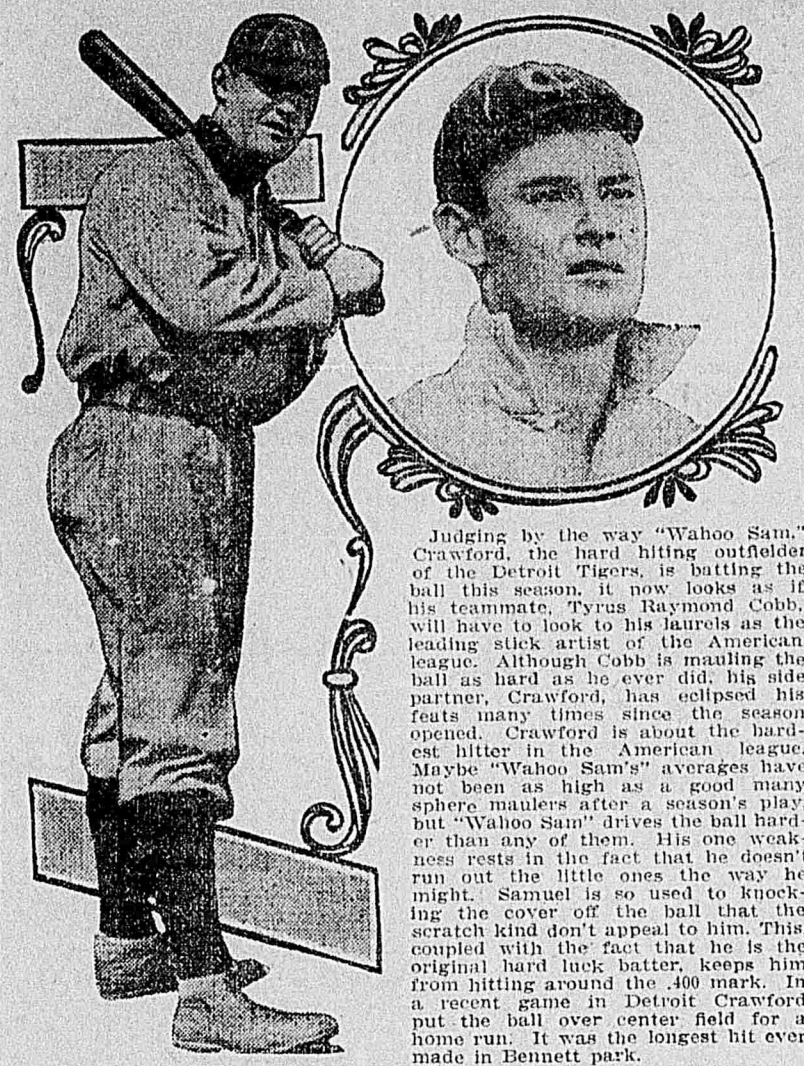 Judging by the way "Wahoo Sam,"
Crawford, the hard hiting outfielder
of the Detroit Tigers, is batting the
ball this season, it now looks as if
his teammate, Tyrus Raymond Cobb,
will have to look to his laurels as the
leading stick artist of the American
league. Although Cobb is mauling the
ball as hard as he ever did, his side
partner, Crawford, has eclipsed his
feats many times since the season
opened. Crawford is about the hard-
est hitter in the American league.
Maybe "Wahoo Sam's" averages have
not been as high as a good many
sphere maulers after a season's play,
but "Wahoo Sam" drives the ball hard-
er than any of them. His one weak-
ness rests in the fact that he doesn't
run out the little ones the way he
might. Samuel is so used to knock-
ing the cover off the ball that the
scratch kind don't appeal to him. This,
coupled with the fact that he is the
original hard luck batter, keeps him
from hitting around the .400 mark. In
a recent game in Detroit Crawford
put the ball over center field for a
home run. It was the longest hit ever
made in Bennett park.